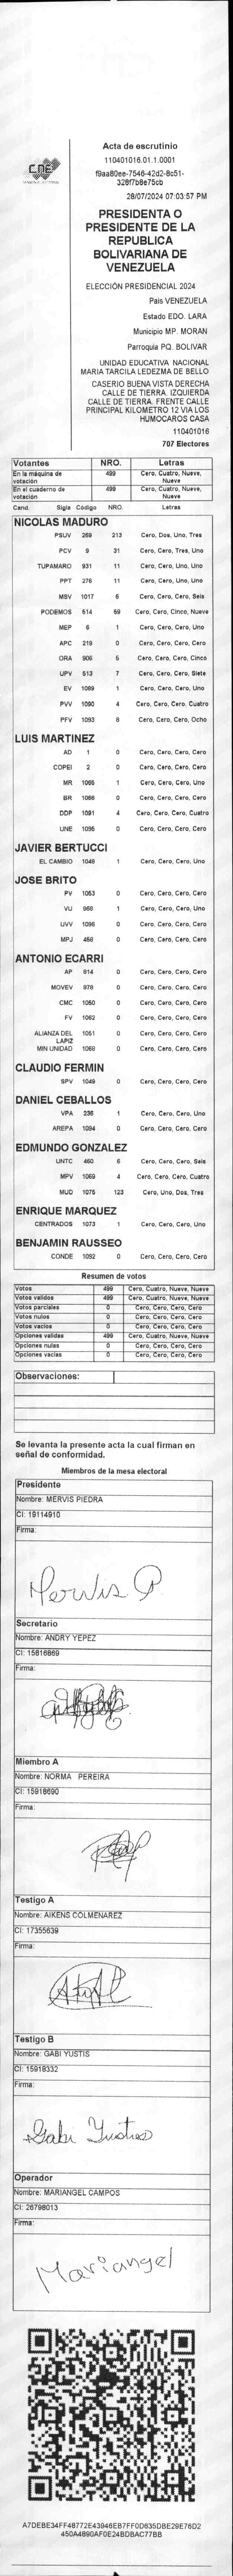 CNE
Acta de escrutinio
110401016.01.1.0001
f9aa80ee-7546-42d2-8c51-
326f7b8e75cb
28/07/2024 07:03:57 PM
PRESIDENTA O
PRESIDENTE DE LA
REPUBLICA
BOLIVARIANA DE
VENEZUELA
ELECCIÓN PRESIDENCIAL 2024
País VENEZUELA
Estado EDO. LARA
Municipio MP. MORAN
Parroquia PQ. BOLIVAR
UNIDAD EDUCATIVA NACIONAL
MARIA TARCILA LEDEZMA DE BELLO
CASERIO BUENA VISTA DERECHA
CALLE DE TIERRA. IZQUIERDA
CALLE DE TIERRA. FRENTE CALLE
PRINCIPAL KILOMETRO 12 VIA LOS
HUMOCAROS CASA
110401016
707 Electores
Votantes NRO. Letras
En la máquina de votación 499 Cero, Cuatro, Nueve, Nueve
En el cuaderno de votación 499 Cero, Cuatro, Nueve, Nueve
Cand. Sigla Código NRO. Letras
NICOLAS MADURO
PSUV 269 213 Cero, Dos, Uno, Tres
PCV 9 31 Cero, Cero, Tres, Uno
TUPAMARO 931 11 Cero, Cero, Uno, Uno
PPT 276 11 Cero, Cero, Uno, Uno
MSV 1017 6 Cero, Cero, Cero, Seis
PODEMOS 514 59 Cero, Cero, Cinco, Nueve
MEP 6 1 Cero, Cero, Cero, Uno
APC 219 0 Cero, Cero, Cero, Cero
ORA 906 5 Cero, Cero, Cero, Cinco
UPV 513 7 Cero, Cero, Cero, Siete
EV 1089 1 Cero, Cero, Cero, Uno
PVV 1090 4 Cero, Cero, Cero, Cuatro
PFV 1093 8 Cero, Cero, Cero, Ocho
LUIS MARTINEZ
AD 1 0 Cero, Cero, Cero, Cero
COPEI 2 0 Cero, Cero, Cero, Cero
MR 1065 1 Cero, Cero, Cero, Uno
BR 1066 0 Cero, Cero, Cero, Cero
DDP 1091 4 Cero, Cero, Cero, Cuatro
UNE 1095 0 Cero, Cero, Cero, Cero
JAVIER BERTUCCI
EL CAMBIO 1048 1 Cero, Cero, Cero, Uno
JOSE BRITO
PV 1053 0 Cero, Cero, Cero, Cero
VU 868 1 Cero, Cero, Cero, Uno
UVV 1096 0 Cero, Cero, Cero, Cero
MPJ 458 0 Cero, Cero, Cero, Cero
ANTONIO ECARRI
AP 914 0 Cero, Cero, Cero, Cero
MOVEV 978 0 Cero, Cero, Cero, Cero
CMC 1050 0 Cero, Cero, Cero, Cero
FV 1062 0 Cero, Cero, Cero, Cero
ALIANZA DEL LAPIZ 1051 0 Cero, Cero, Cero, Cero
MIN UNIDAD 1068 0 Cero, Cero, Cero, Cero
CLAUDIO FERMIN
SPV 1049 0 Cero, Cero, Cero, Cero
DANIEL CEBALLOS
VPA 236 1 Cero, Cero, Cero, Uno
AREPA 1094 0 Cero, Cero, Cero, Cero
EDMUNDO GONZALEZ
UNTC 460 6 Cero, Cero, Cero, Seis
MPV 1069 4 Cero, Cero, Cero, Cuatro
MUD 1075 123 Cero, Uno, Dos, Tres
ENRIQUE MARQUEZ
CENTRADOS 1073 1 Cero, Cero, Cero, Uno
BENJAMIN RAUSSEO
CONDE 1092 0 Cero, Cero, Cero, Cero
Resumen de votos
Votos 499 Cero, Cuatro, Nueve, Nueve
Votos validos 499 Cero, Cuatro, Nueve, Nueve
Votos parciales 0 Cero, Cero, Cero, Cero
Votos nulos 0 Cero, Cero, Cero, Cero
Votos vacios 0 Cero, Cero, Cero, Cero
Opciones validas 499 Cero, Cuatro, Nueve, Nueve
Opciones nulas 0 Cero, Cero, Cero, Cero
Opciones vacias 0 Cero, Cero, Cero, Cero
Observaciones:
Se levanta la presente acta la cual firman en
señal de conformidad.
Miembros de la mesa electoral
Presidente
Nombre: MERVIS PIEDRA
CI: 19114910
Firma:
Mervis P
Secretario
Nombre: ANDRY YEPEZ
CI: 15816869
Firma:
Miembro A
Nombre: NORMA PEREIRA
CI: 15918690
Firma:
Testigo A
Nombre: AIKENS COLMENAREZ
CI: 17355639
Firma:
Testigo B
Nombre: GABI YUSTIS
CI: 15919332
Firma:
Gabi Yustis
Operador
Nombre: MARIANGEL CAMPOS
CI: 26798013
Firma:
Mariangel
A7DEBE34FF48772E43946EB7FF0D635DBE29E76D2
450A4890AF0E24BDBAC77BB